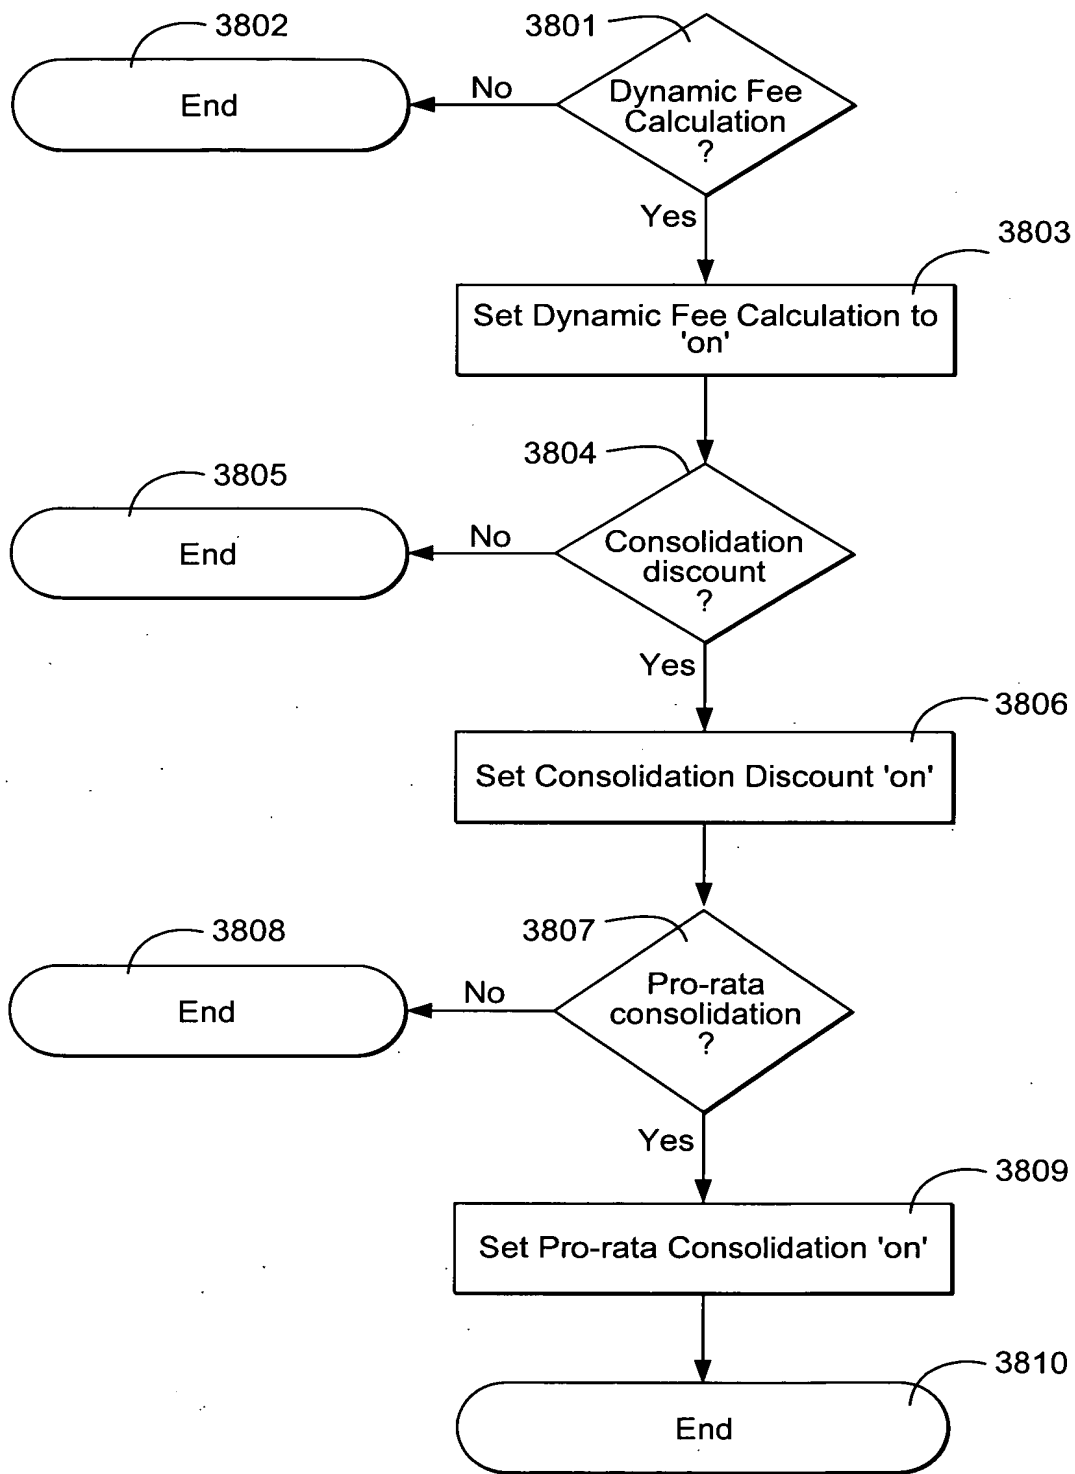 3802
3801
End
No
Dynamic Fee
Calculation
?
Yes
3803
Set Dynamic Fee Calculation to
'on'
3804
3805
End
No
Consolidation
discount
?
Yes
3806
Set Consolidation Discount 'on'
3808
3807
End
No
Pro-rata
consolidation
?
Yes
3809
Set Pro-rata Consolidation 'on'
3810
End